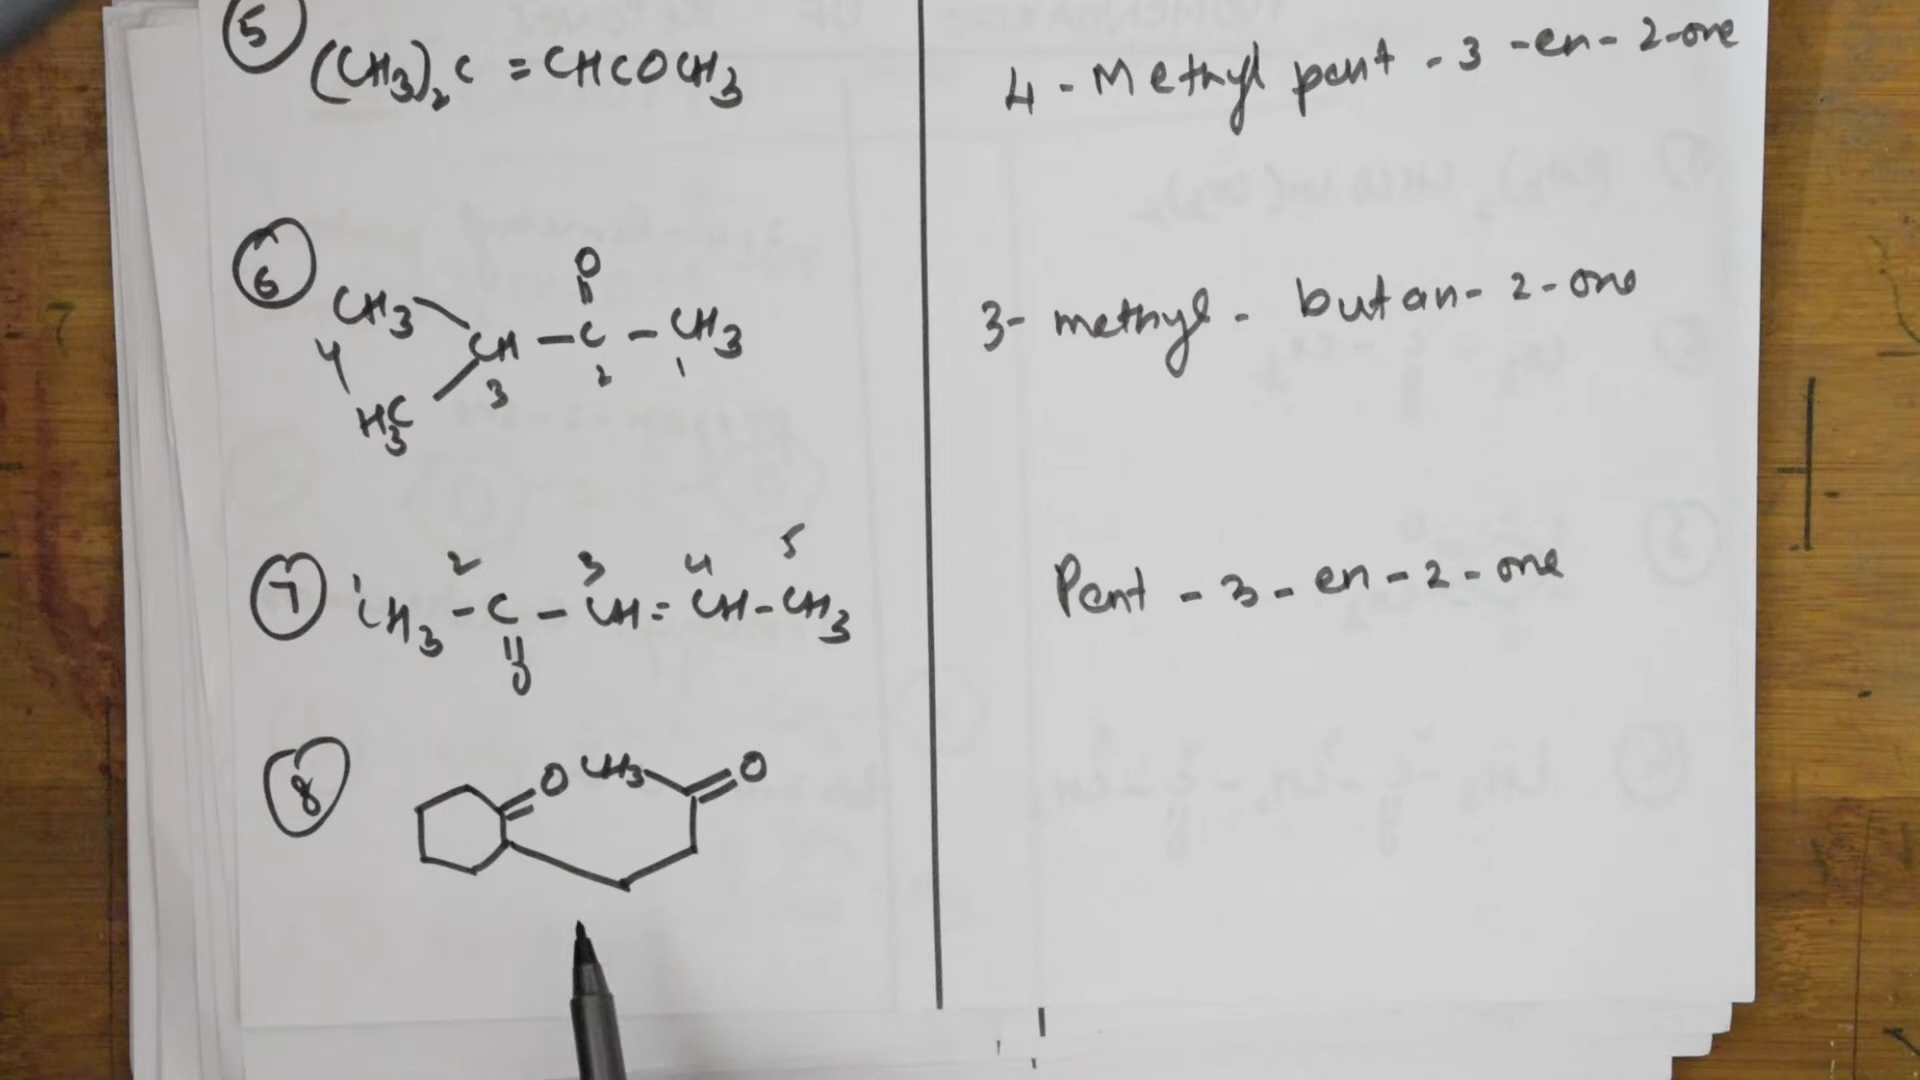 5
(CH3)2C=CHCOCH3
4-Methyl pent-3-en-2-one
6
O
CH3 CH-C-CH3
4 3 2 1
H3C
3-methyl-butan-2-one
7
1 2 3 4 5
CH3-C-CH=CH-CH3
O
Pent-3-en-2-one
8
O CH3 O